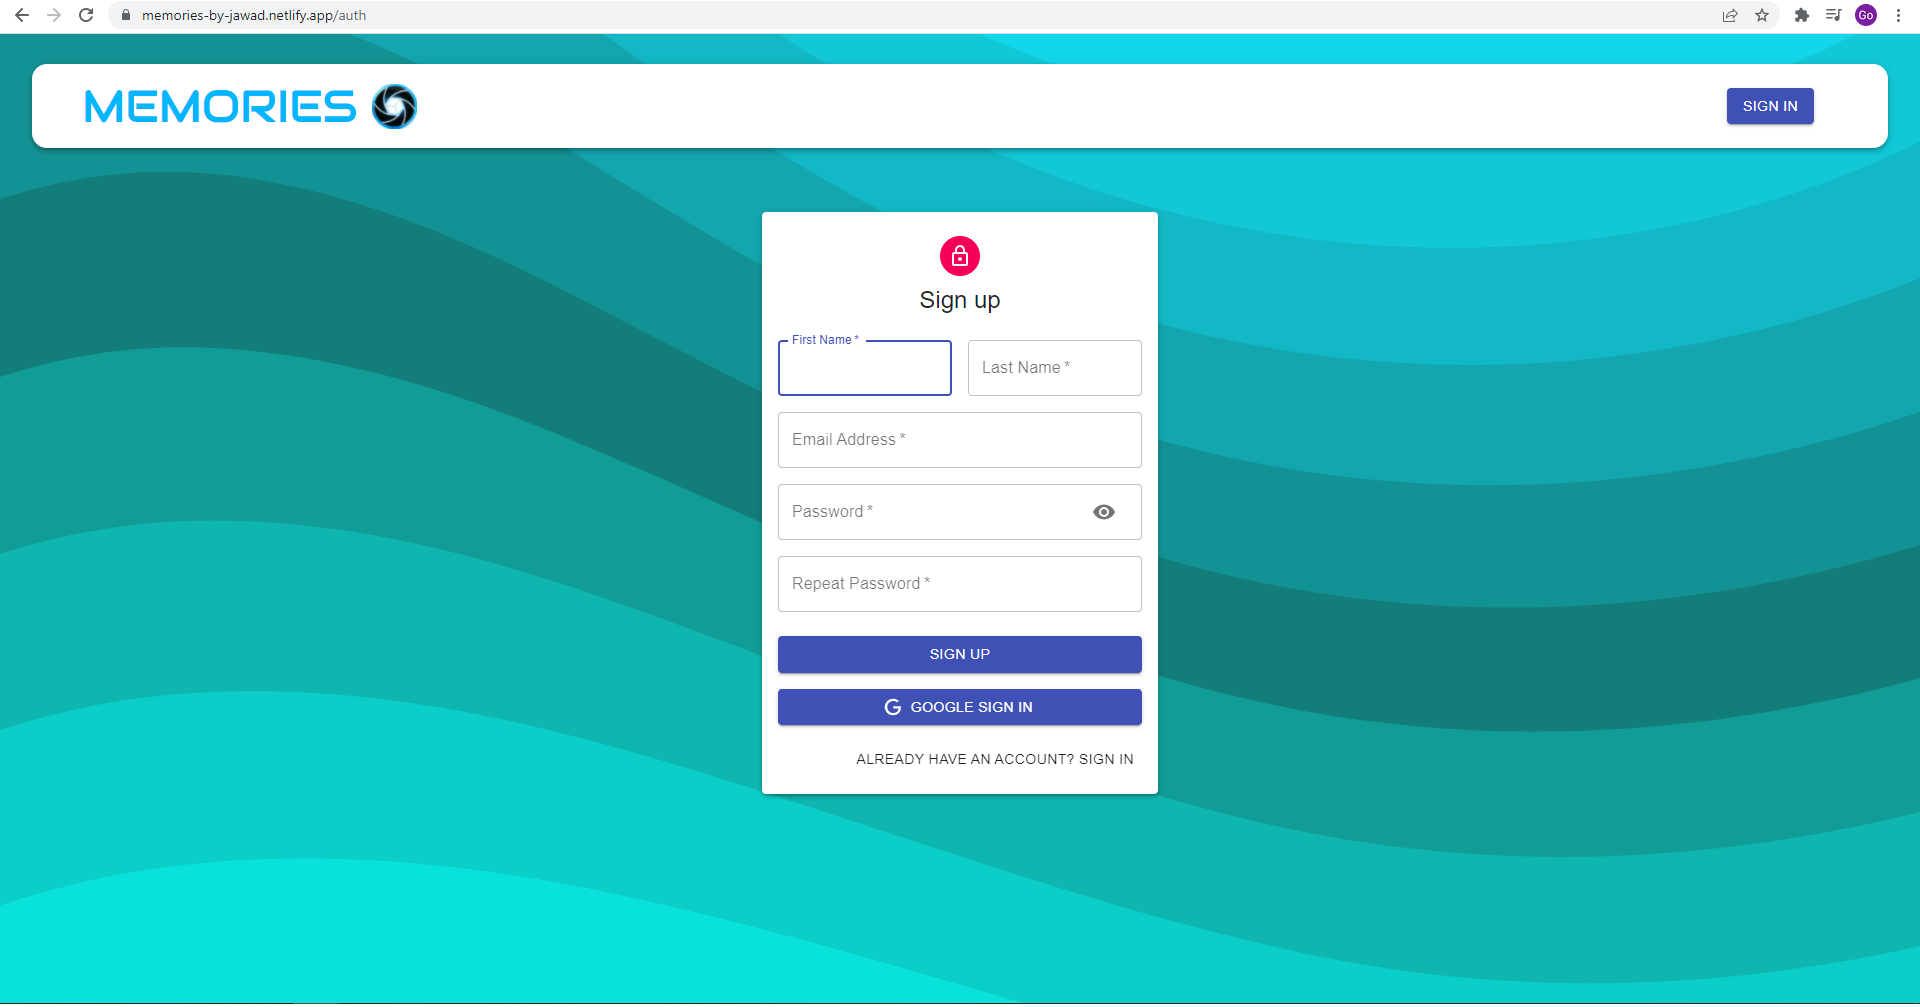 memories-by-jawad.netlify.app/auth
Go
MEMORIES
SIGN IN
Sign up
First Name *
Last Name *
Email Address *
Password *
Repeat Password *
SIGN UP
G GOOGLE SIGN IN
ALREADY HAVE AN ACCOUNT? SIGN IN